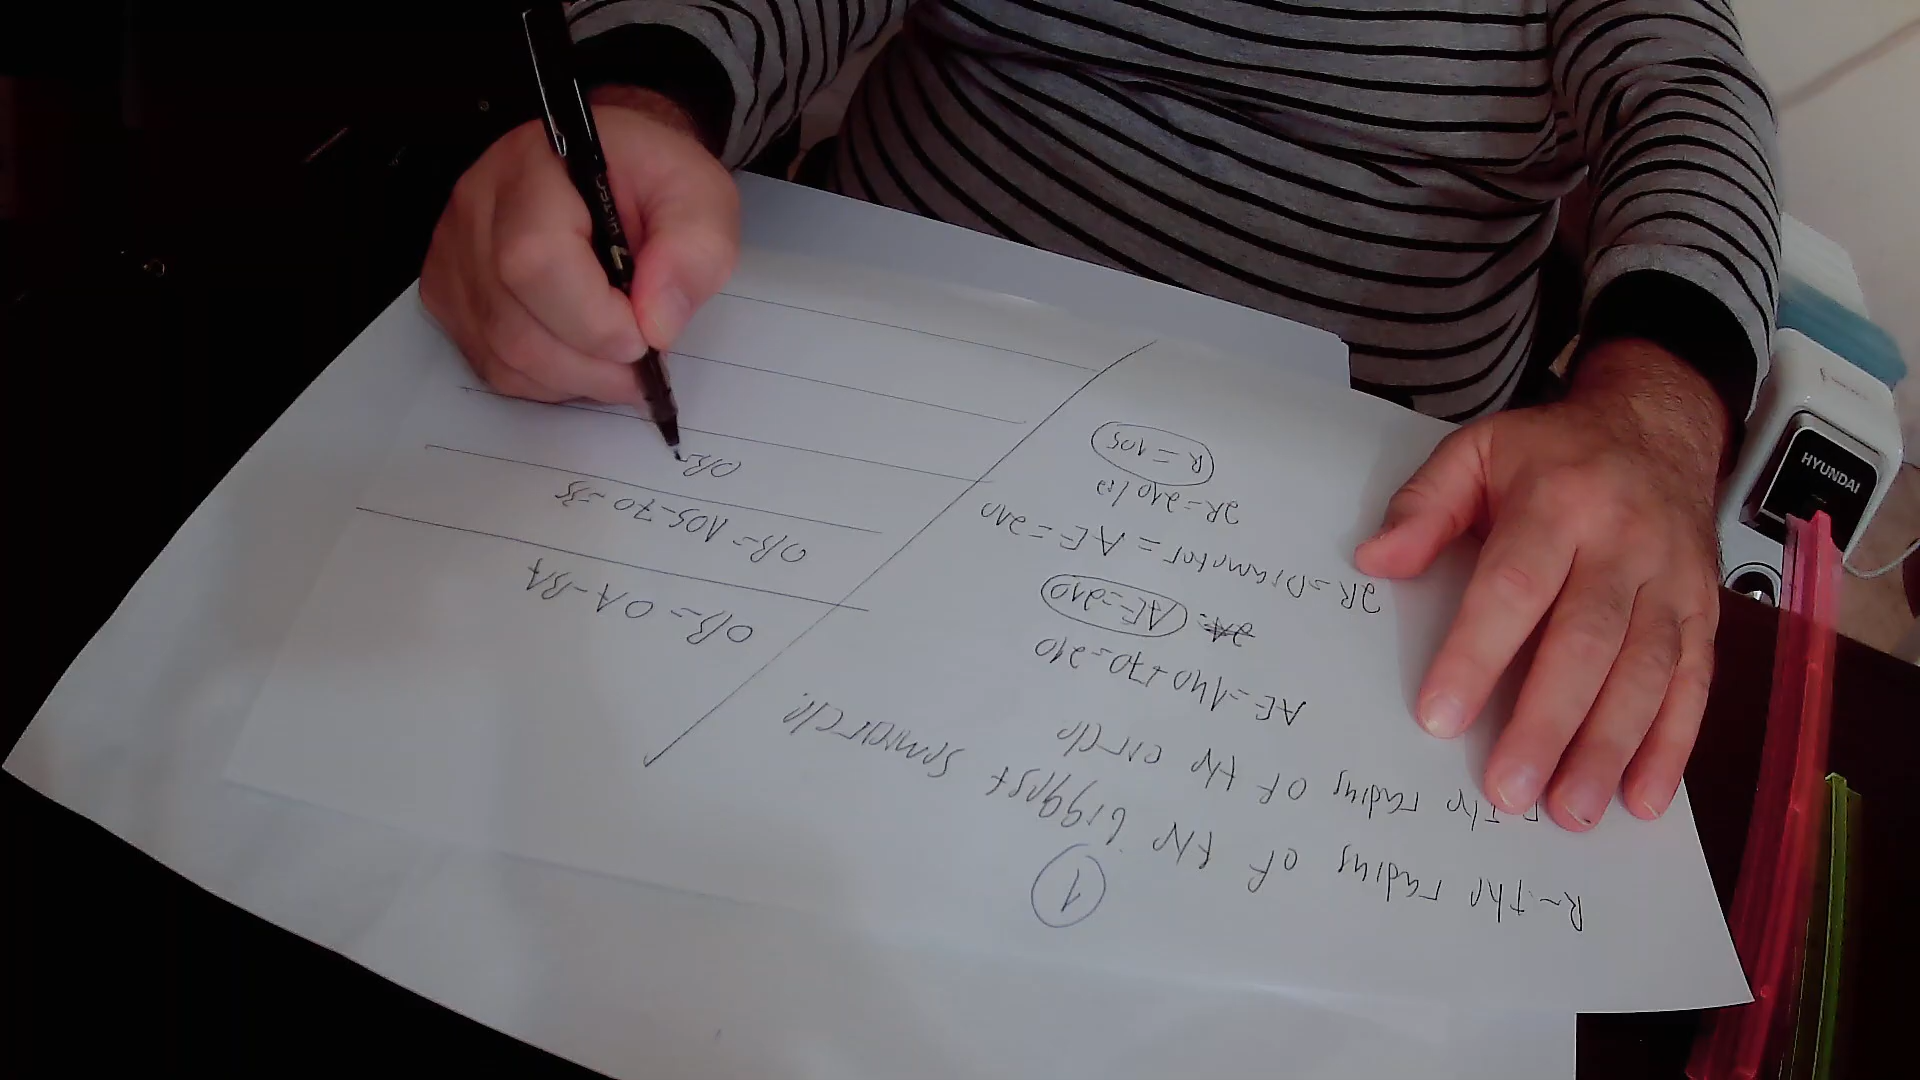 1
R-the radius of the biggest semicircle.
the radius of the circle
AE=140+70=210
AE=210
2R=Diameter=AE=210
2R=210/:2
R=105
OB=OA-BA
OB=105-70=35
OB=
HYUNDAI